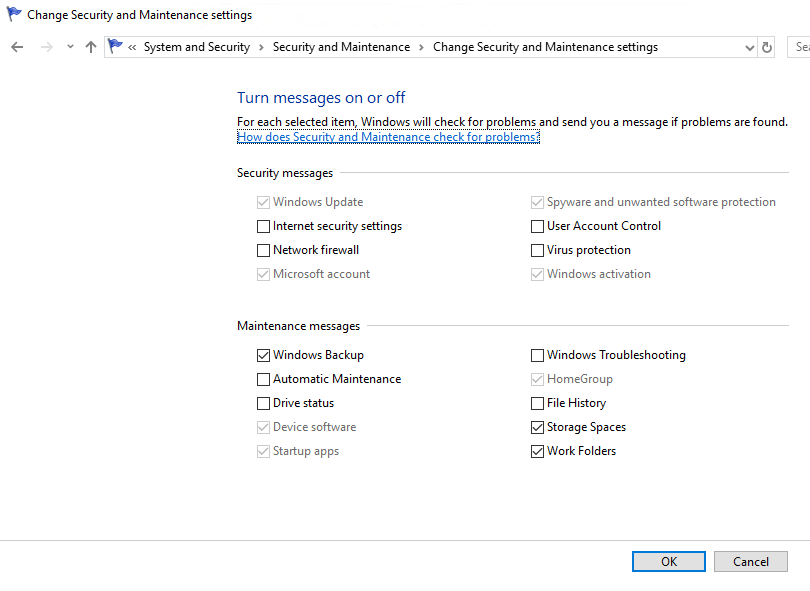 Change Security and Maintenance settings
« System and Security > Security and Maintenance > Change Security and Maintenance settings
Turn messages on or off
For each selected item, Windows will check for problems and send you a message if problems are found.
How does Security and Maintenance check for problems?
Security messages
Windows Update Spyware and unwanted software protection
Internet security settings User Account Control
Network firewall Virus protection
Microsoft account Windows activation
Maintenance messages
Windows Backup Windows Troubleshooting
Automatic Maintenance HomeGroup
Drive status File History
Device software Storage Spaces
Startup apps Work Folders
OK Cancel